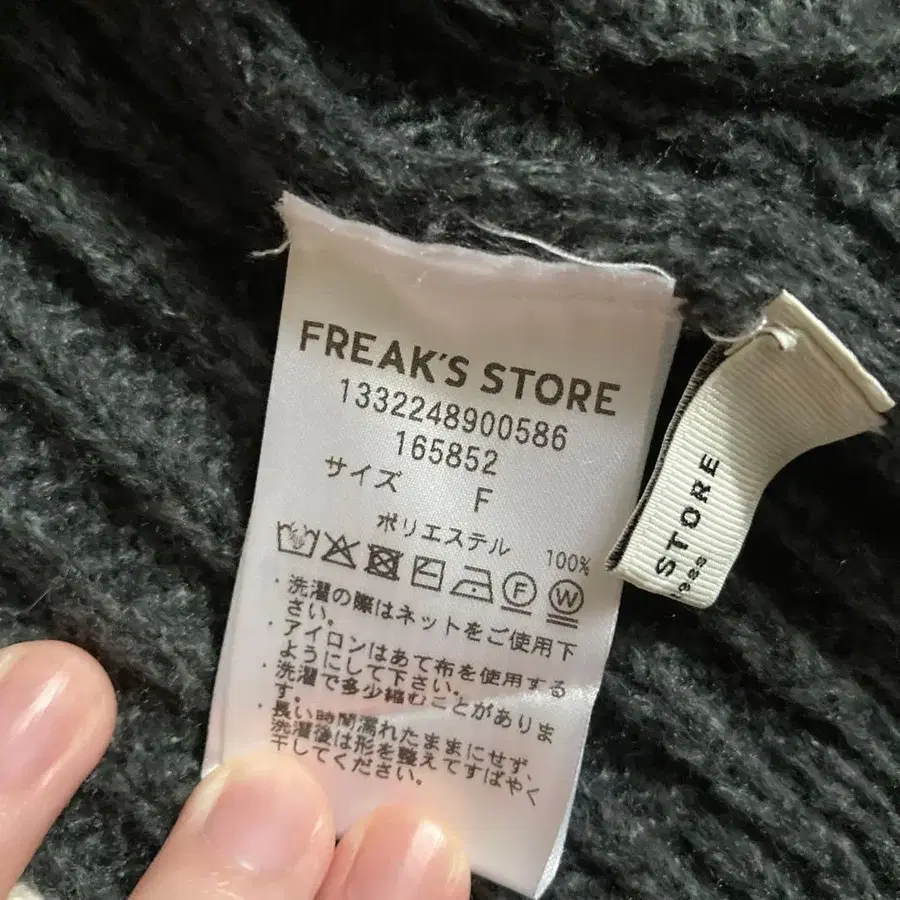 FREAK'S STORE
1332248900586
165852
サイズ F
ポリエステル 100%
F W
・洗濯の際はネットをご使用下
さい。
・アイロンはあて布を使用する
ようにして下さい。
・洗濯で多少縮むことがありま
す。
・長い時間濡れたままにせず、
洗濯後は形を整えてすばやく
干してください。
STORE